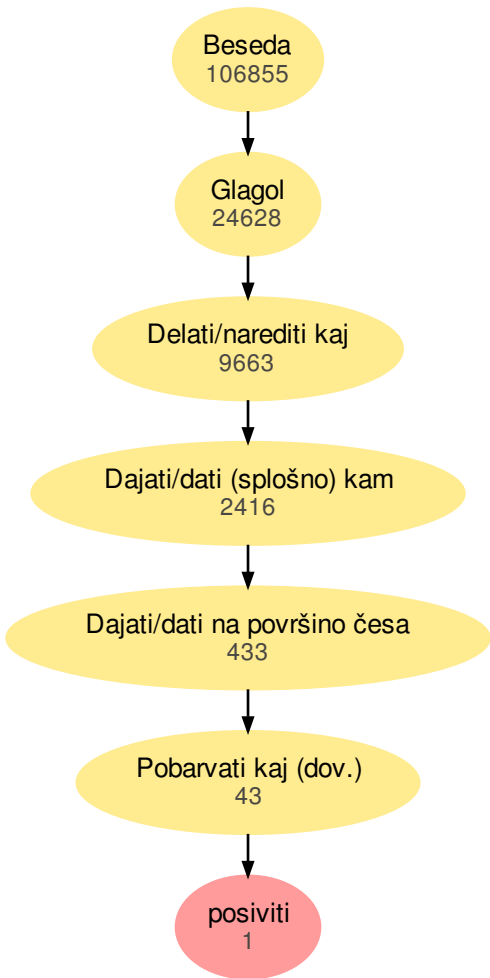 Beseda
106855
Glagol
24628
Delati/narediti kaj
9663
Dajati/dati (splošno) kam
2416
Dajati/dati na površino česa
433
Pobarvati kaj (dov.)
43
posiviti
1